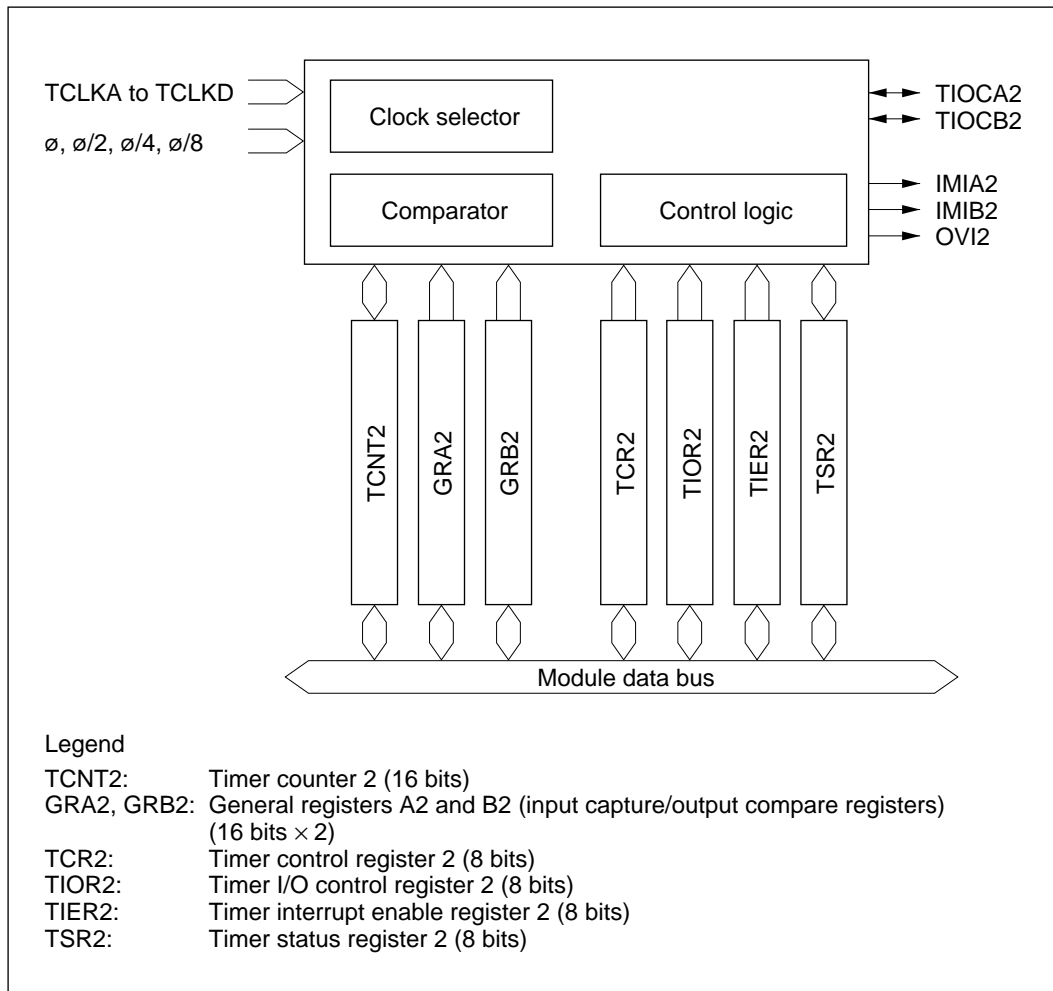 TCLKA to TCLKD
ø, ø/2, ø/4, ø/8
Clock selector
Comparator
Control logic
TIOCA2
TIOCB2
IMIA2
IMIB2
OVI2
TCNT2
GRA2
GRB2
TCR2
TIOR2
TIER2
TSR2
Module data bus
Legend
TCNT2: Timer counter 2 (16 bits)
GRA2, GRB2: General registers A2 and B2 (input capture/output compare registers)
(16 bits × 2)
TCR2: Timer control register 2 (8 bits)
TIOR2: Timer I/O control register 2 (8 bits)
TIER2: Timer interrupt enable register 2 (8 bits)
TSR2: Timer status register 2 (8 bits)